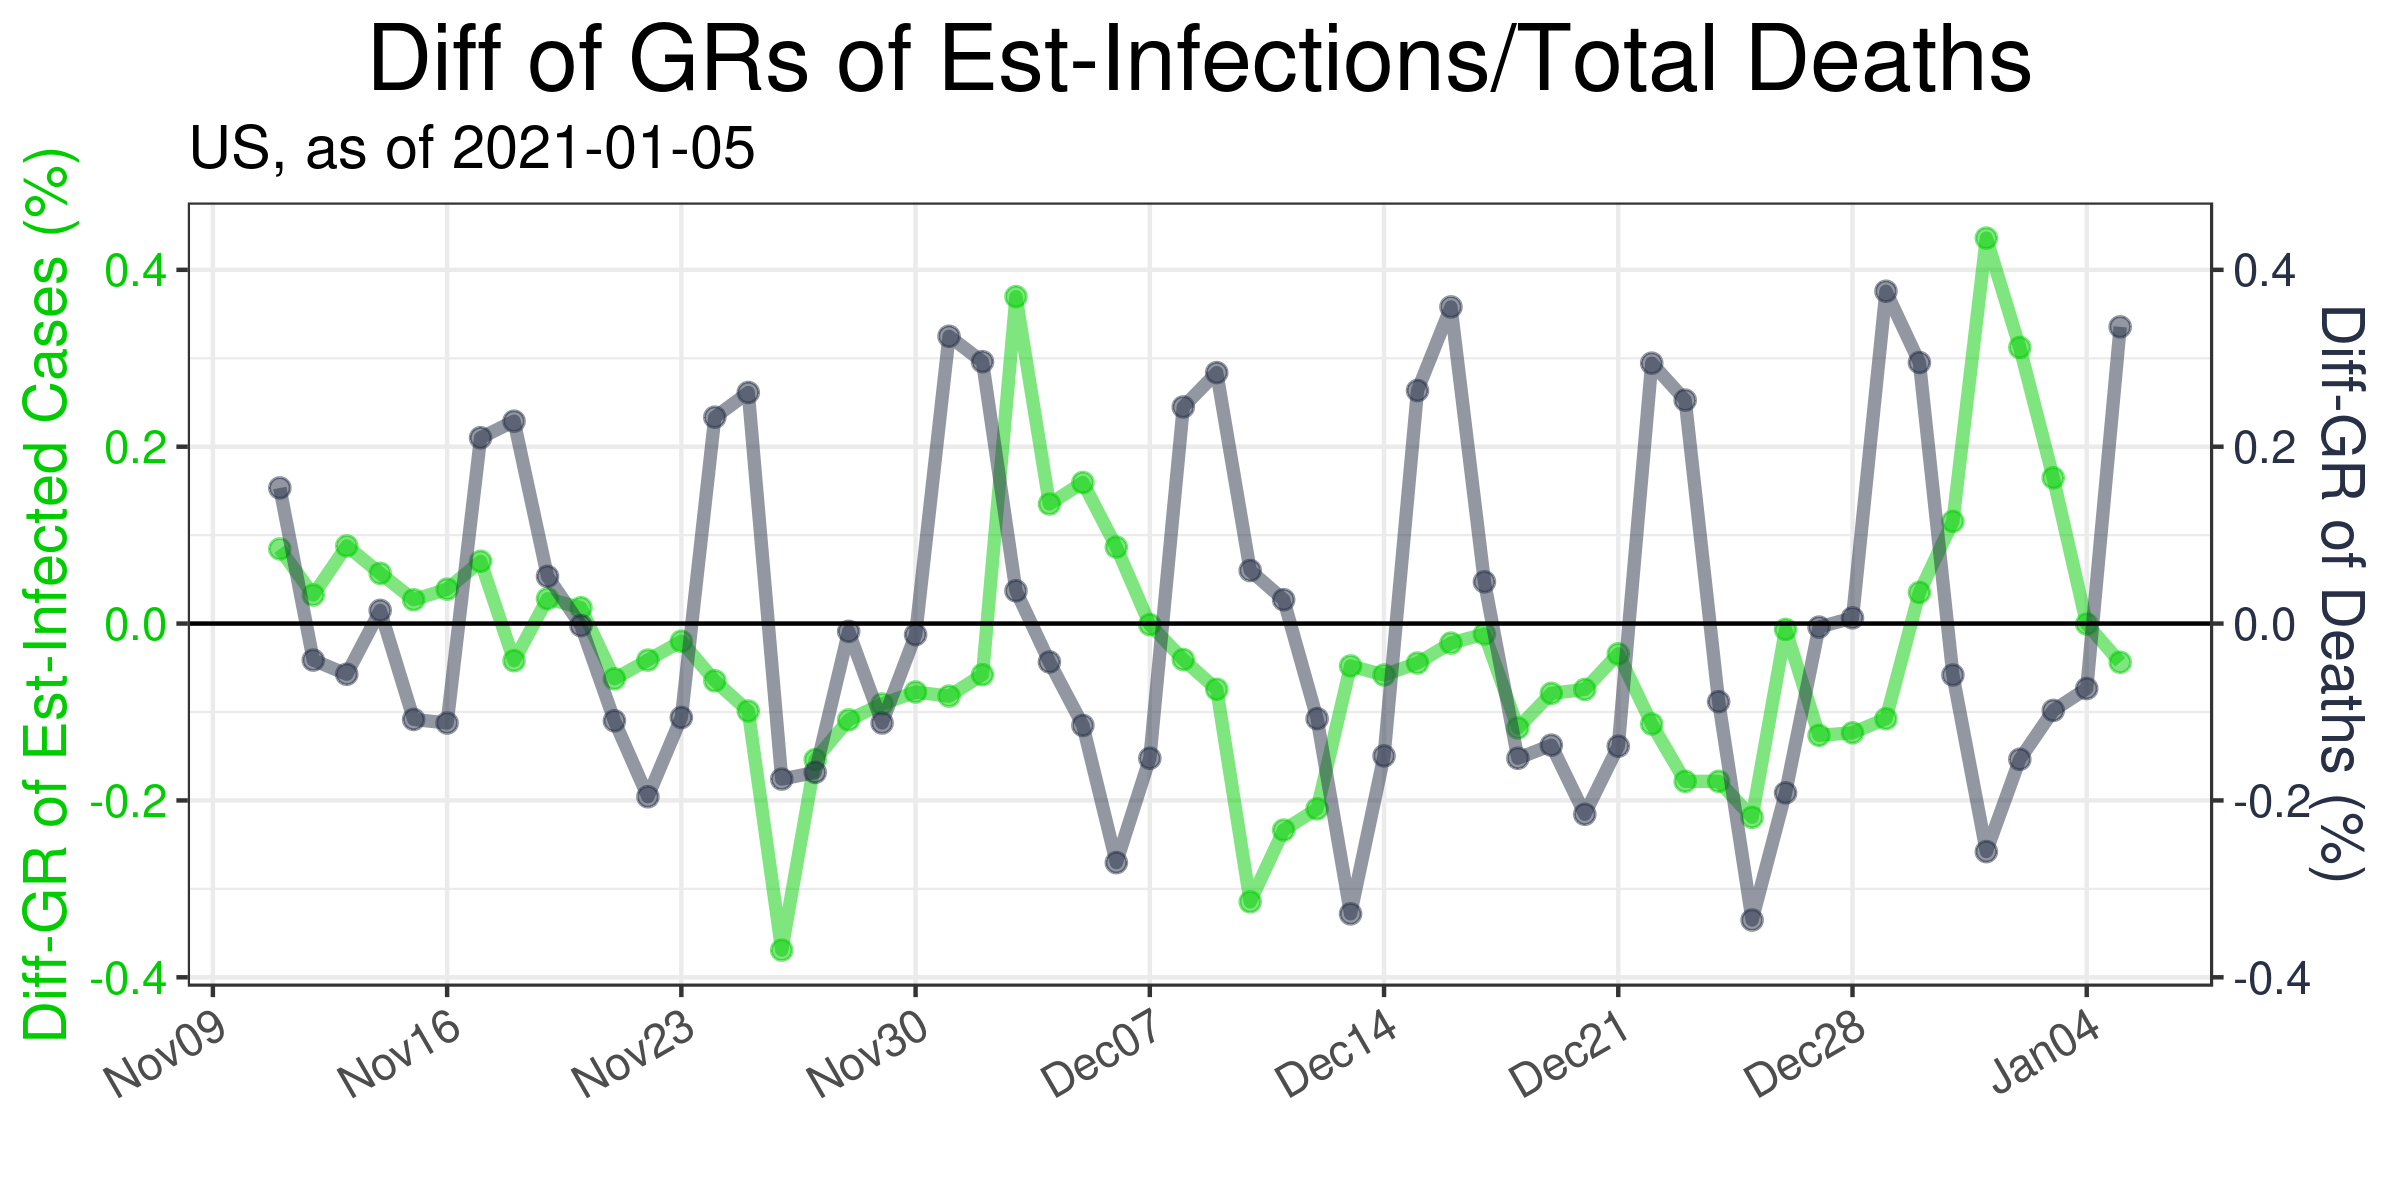 Diff of GRs of Est-Infections/Total Deaths
US, as of 2021-01-05
Diff-GR of Est-Infected Cases (%)
0.4
0.2
0.0
-0.2
-0.4
0.4
0.2
0.0
-0.2
-0.4
Diff-GR of Deaths (%)
Nov09
Nov16
Nov23
Nov30
Dec07
Dec14
Dec21
Dec28
Jan04